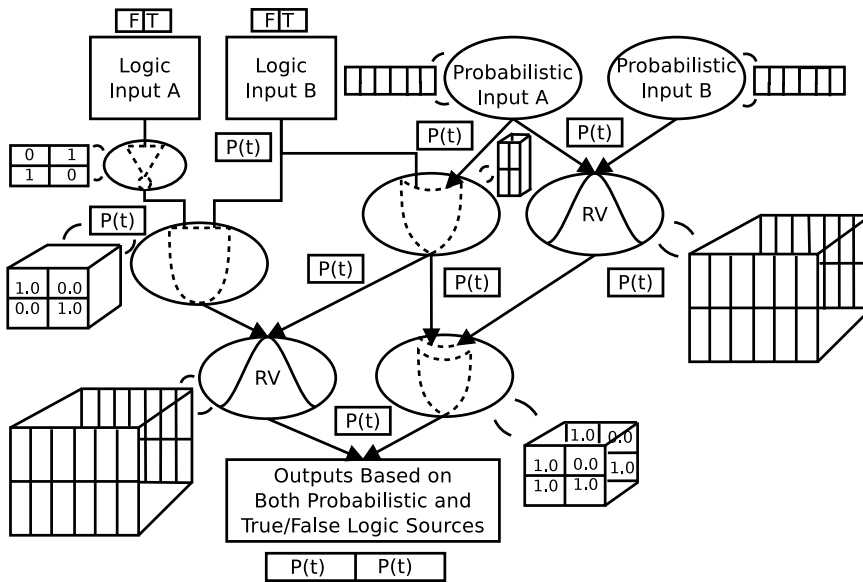 F T
F T
Logic
Input A
Logic
Input B
Probabilistic
Input A
Probabilistic
Input B
P(t)
P(t)
P(t)
0 1
1 0
P(t)
RV
1.0 0.0
0.0 1.0
P(t)
P(t)
P(t)
RV
P(t)
1.0 0.0
1.0 0.0
1.0
1.0 1.0
Outputs Based on
Both Probabilistic and
True/False Logic Sources
P(t) P(t)